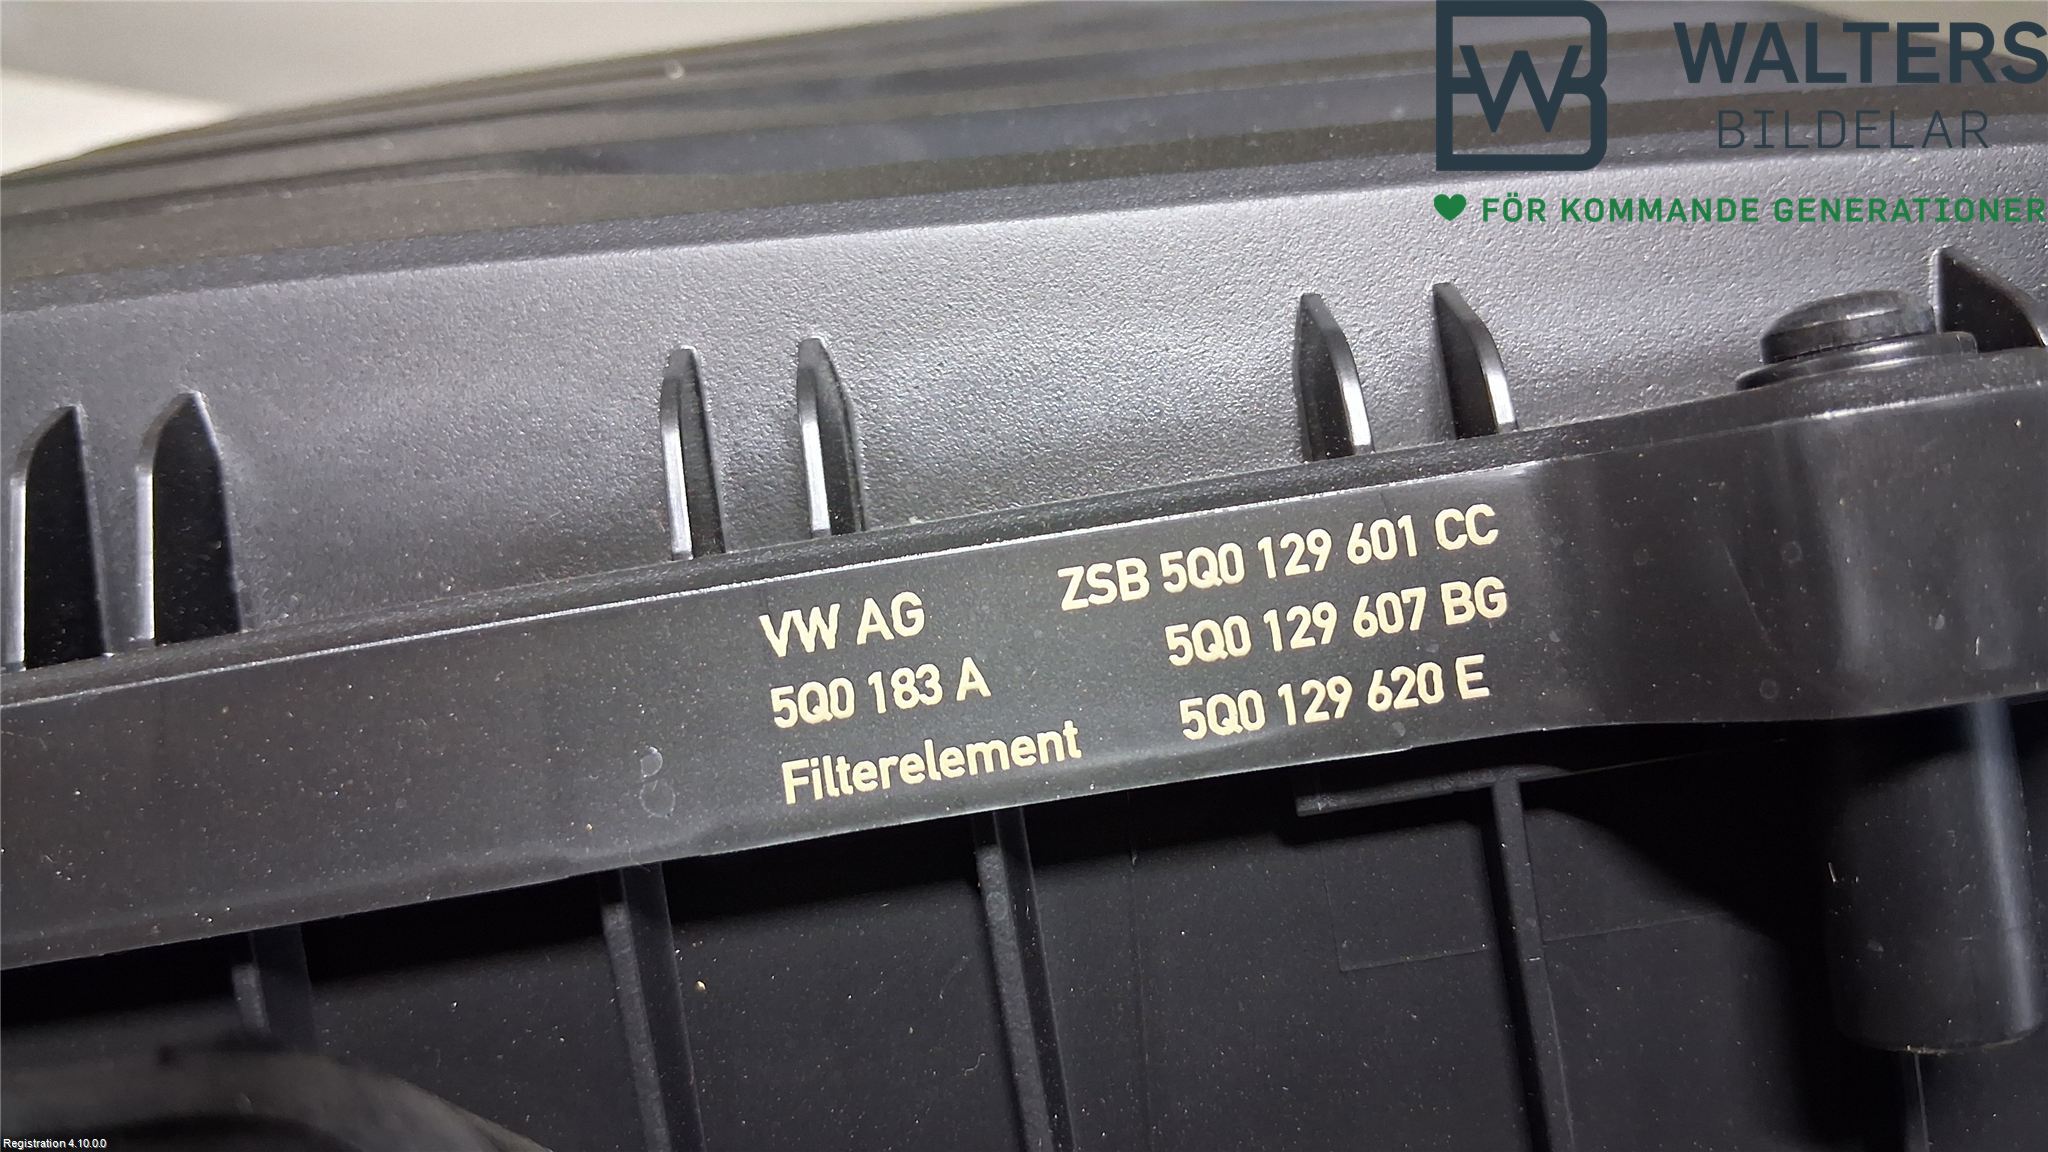 WALTERS
BILDELAR
FÖR KOMMANDE GENERATIONER
VW AG
5Q0 183 A
Filterelement
ZSB 5Q0 129 601 CC
5Q0 129 607 BG
5Q0 129 620 E
Registration 4.10.0.0